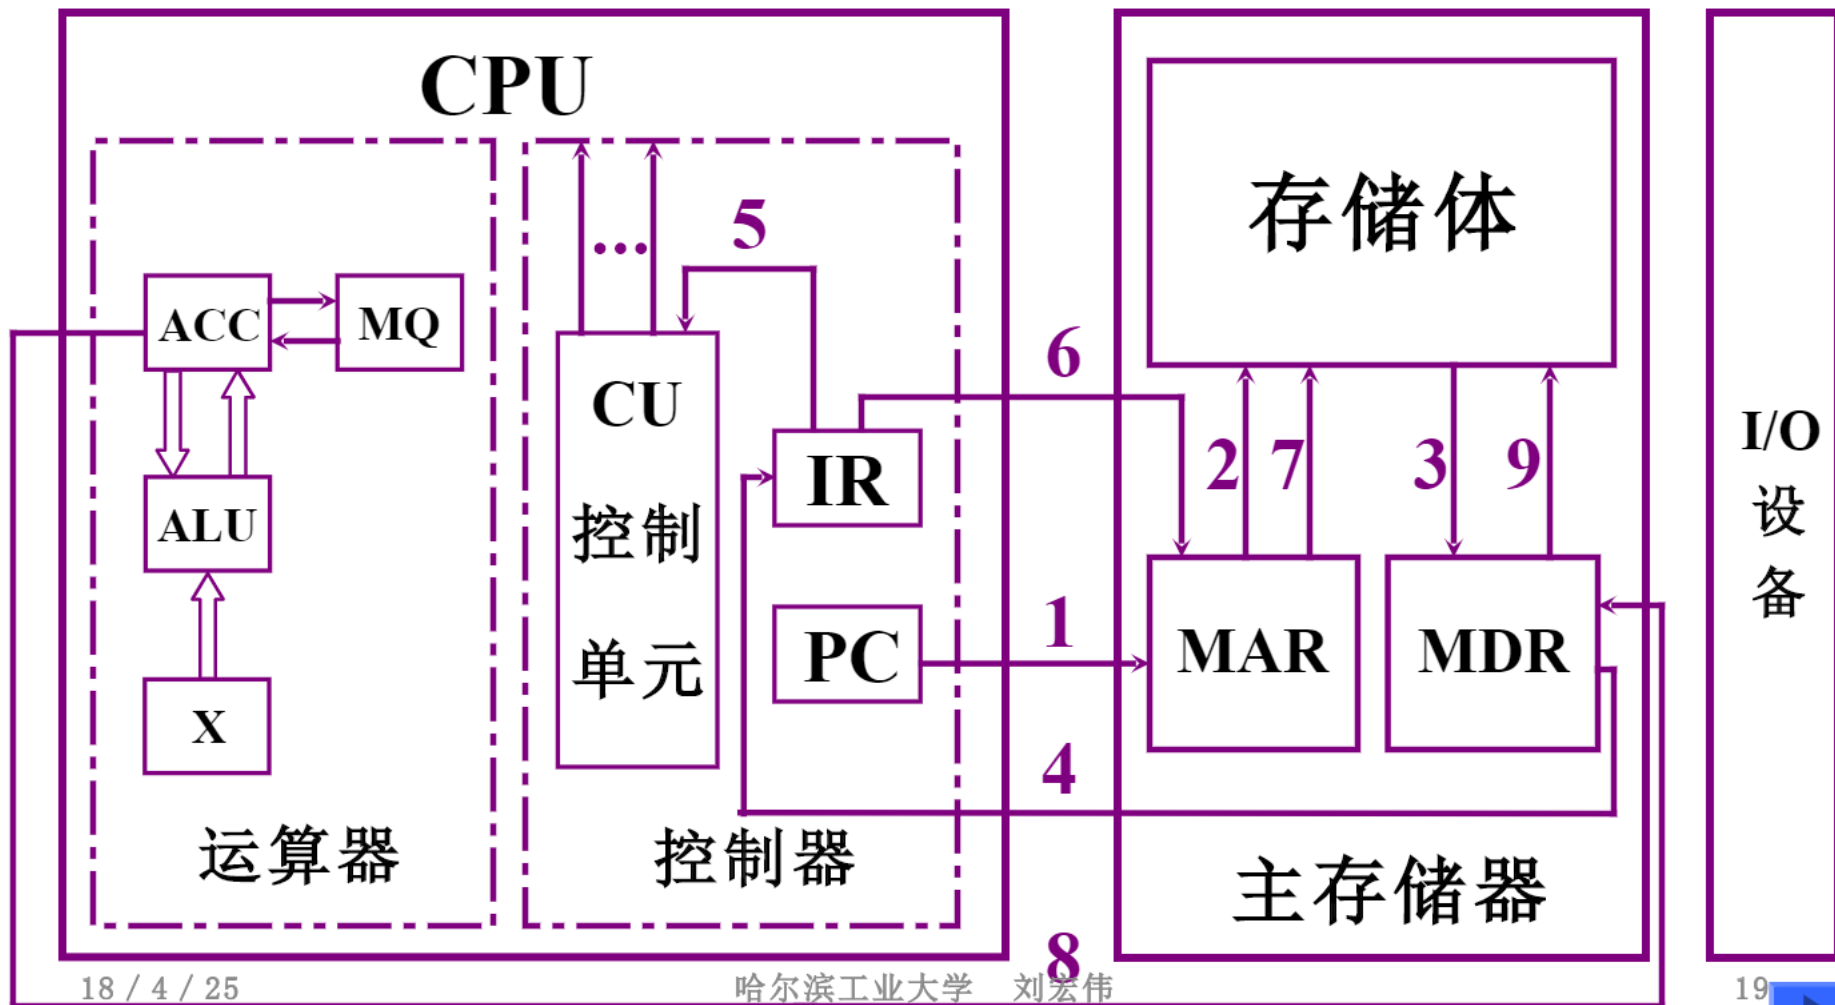 CPU
存储体
5
...
ACC
MQ
CU
控制
单元
6
IR
2
7
3
9
I/O
设
备
ALU
1
PC
MAR
MDR
X
4
运算器
控制器
主存储器
8
18 / 4 / 25
哈尔滨工业大学 刘宏伟
19